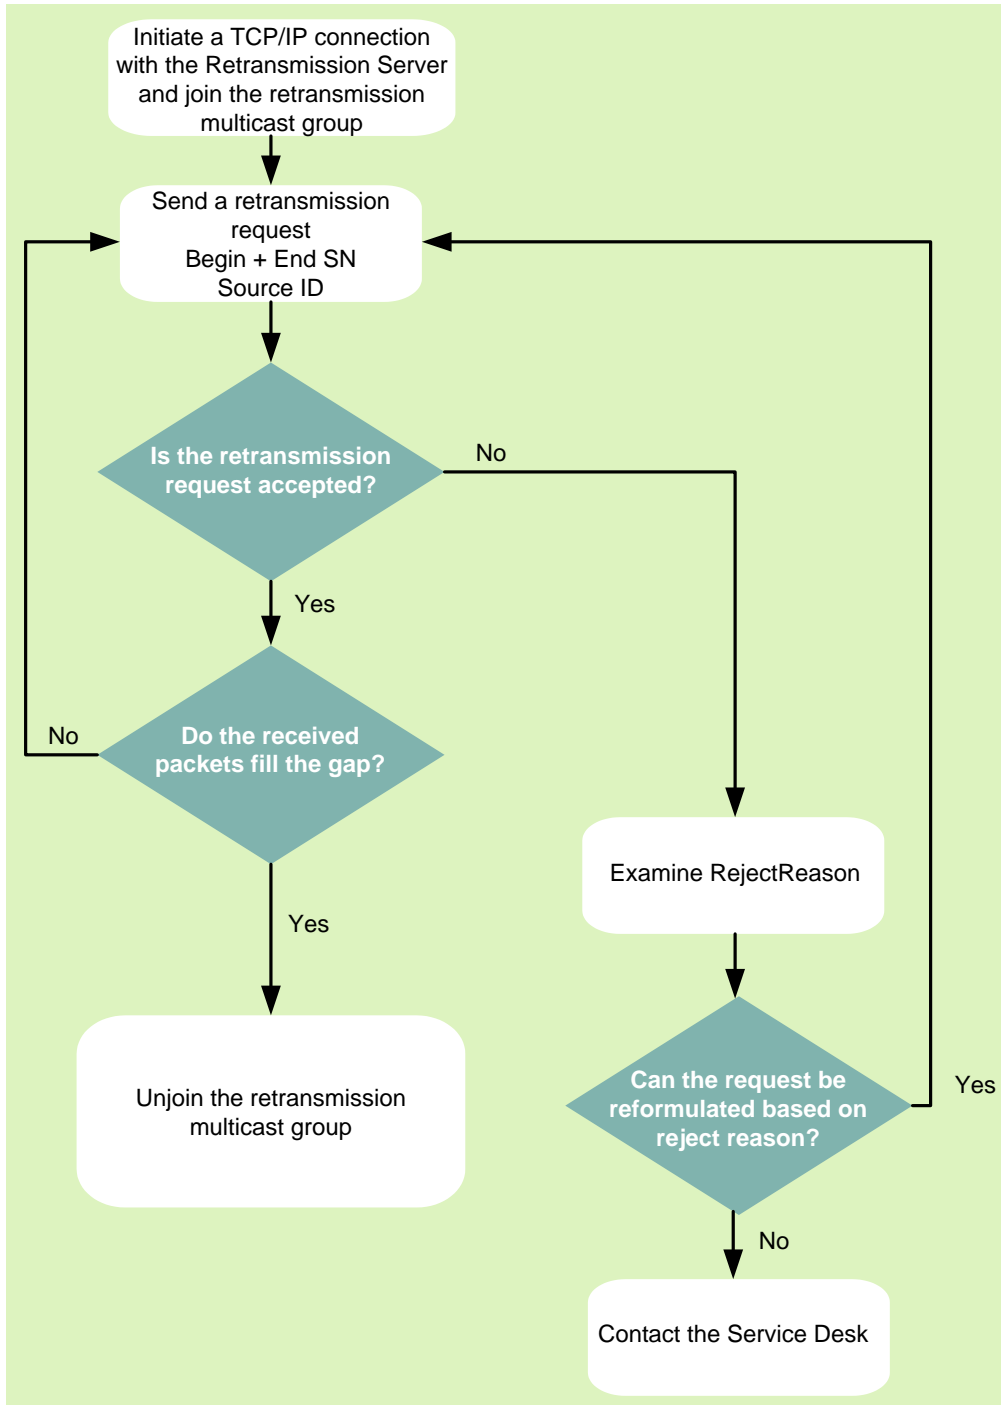 Initiate a TCP/IP connection
with the Retransmission Server
and join the retransmission
multicast group
Send a retransmission
request
Begin + End SN
Source ID
Is the retransmission
request accepted?
No
Yes
Do the received
packets fill the gap?
No
Yes
Unjoin the retransmission
multicast group
Examine RejectReason
Can the request be
reformulated based on
reject reason?
Yes
No
Contact the Service Desk